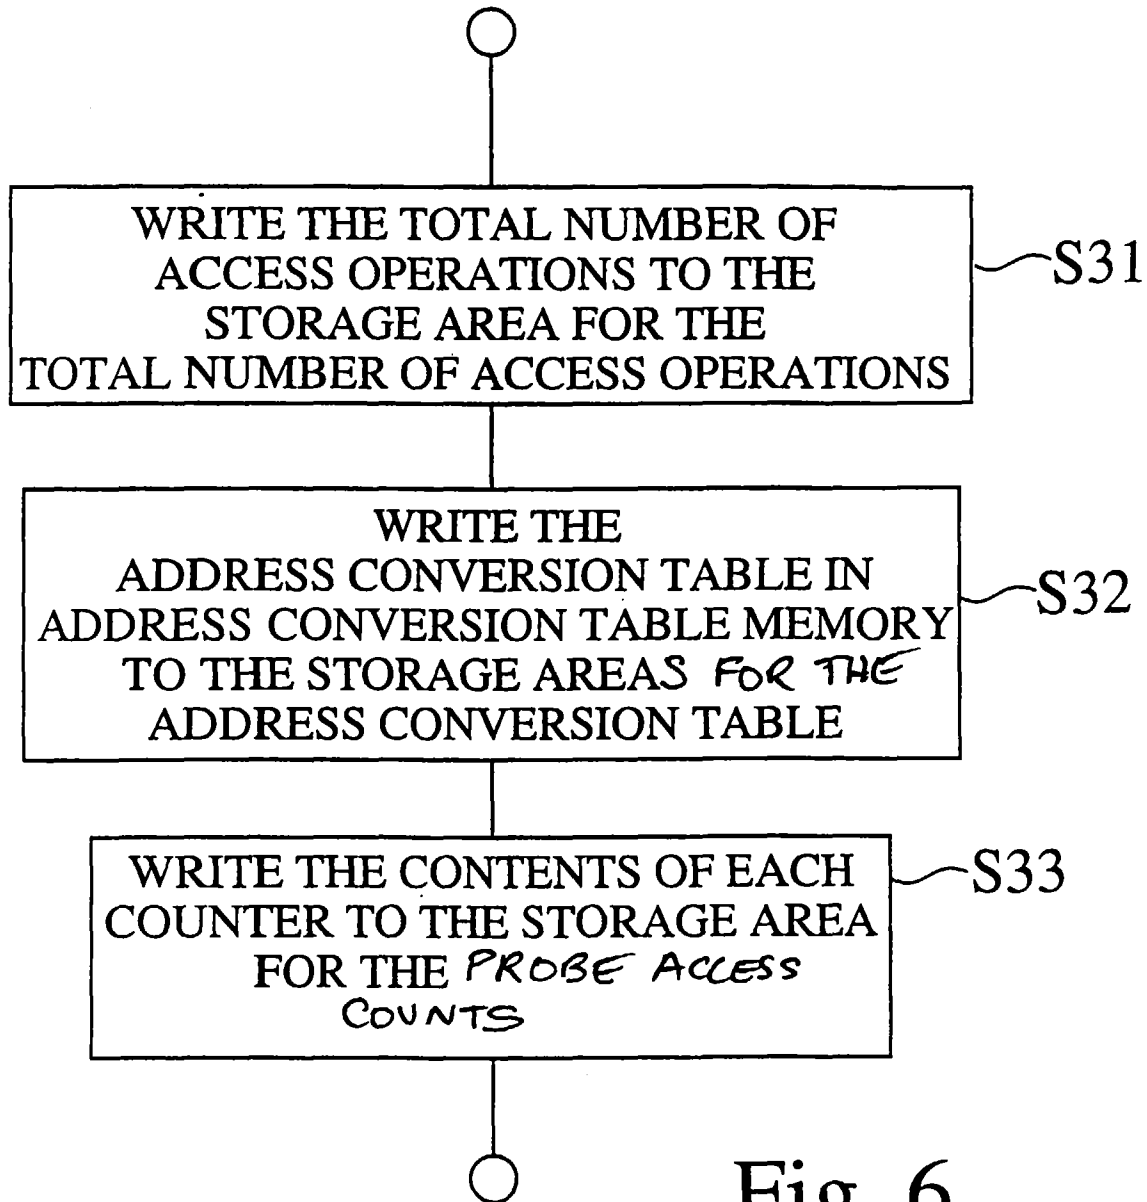 WRITE THE TOTAL NUMBER OF
ACCESS OPERATIONS TO THE
STORAGE AREA FOR THE
TOTAL NUMBER OF ACCESS OPERATIONS
S31
WRITE THE
ADDRESS CONVERSION TABLE IN
ADDRESS CONVERSION TABLE MEMORY
TO THE STORAGE AREAS FOR THE
ADDRESS CONVERSION TABLE
S32
WRITE THE CONTENTS OF EACH
COUNTER TO THE STORAGE AREA
FOR THE PROBE ACCESS
COUNTS
S33
Fig. 6